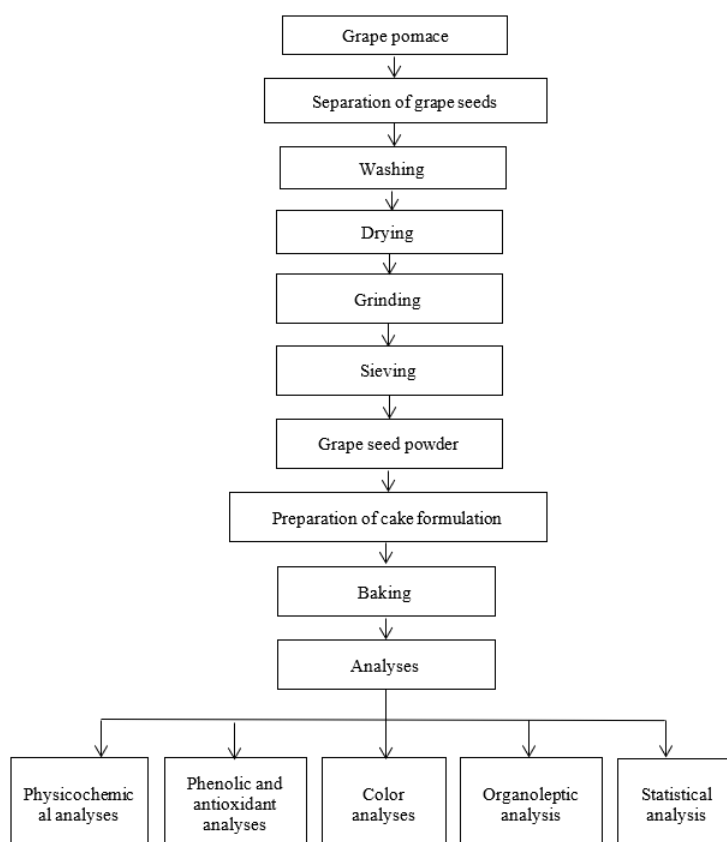 Grape pomace
Separation of grape seeds
Washing
Drying
Grinding
Sieving
Grape seed powder
Preparation of cake formulation
Baking
Analyses
Physicochemic
al analyses
Phenolic and
antioxidant
analyses
Color
analyses
Organoleptic
analysis
Statistical
analysis